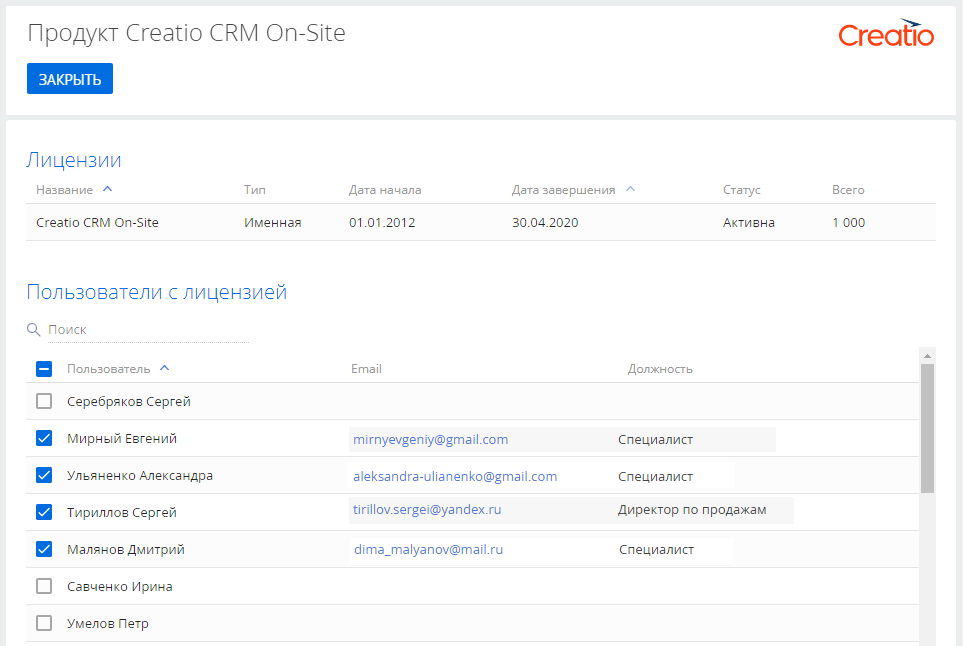 Продукт Creatio CRM On-Site
Creatio
ЗАКРЫТЬ
Лицензии
Название Тип Дата начала Дата завершения Статус Всего
Creatio CRM On-Site Именная 01.01.2012 30.04.2020 Активна 1 000
Пользователи с лицензией
Поиск
Пользователь Email Должность
Серебряков Сергей
Мирный Евгений mirnyevgeniy@gmail.com Специалист
Ульяненко Александра aleksandra-ulianenko@gmail.com Специалист
Тириллов Сергей tirillov.sergei@yandex.ru Директор по продажам
Малянов Дмитрий dima_malyanov@mail.ru Специалист
Савченко Ирина
Умелов Петр